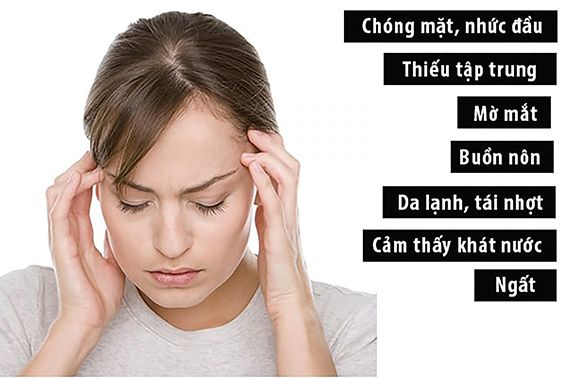 Chóng mặt, nhức đầu
Thiếu tập trung
Mờ mắt
Buồn nôn
Da lạnh, tái nhợt
Cảm thấy khát nước
Ngất